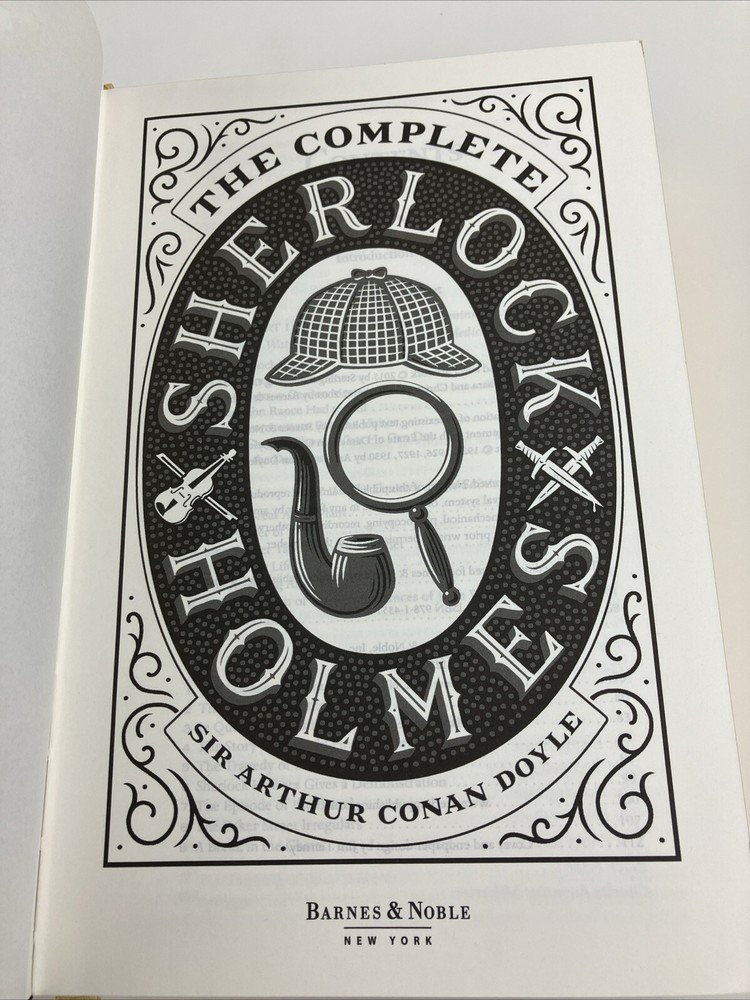 THE COMPLETE
SHERLOCK
HOLMES
SIR ARTHUR CONAN DOYLE
BARNES & NOBLE
NEW YORK